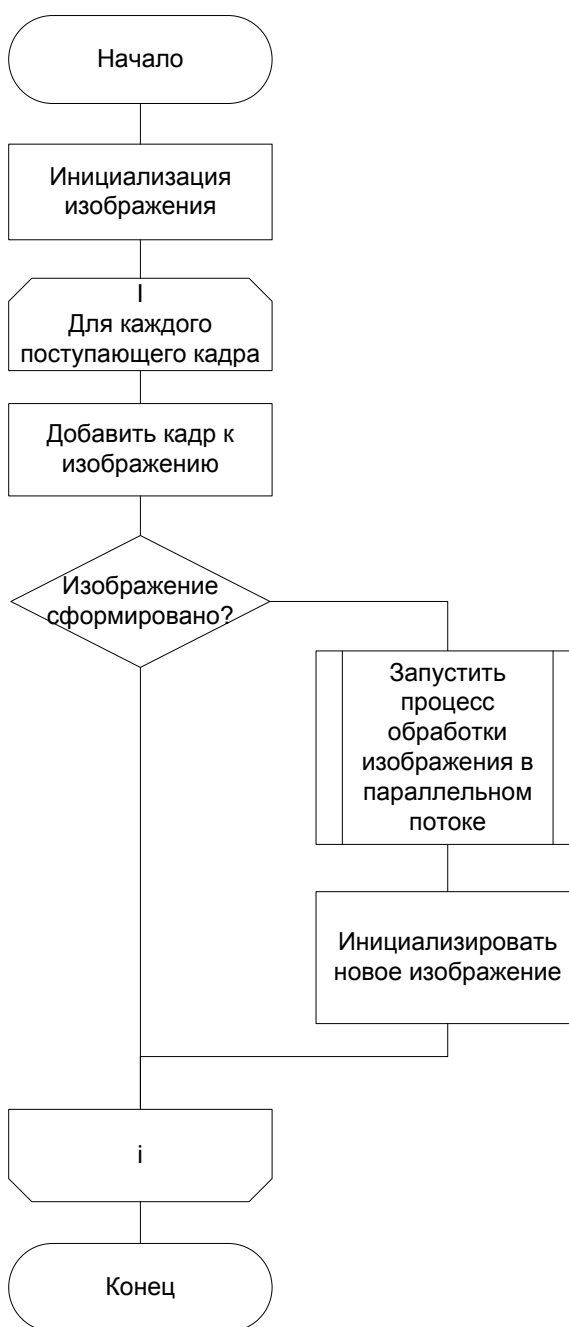 Начало
Инициализация
изображения
I
Для каждого
поступающего кадра
Добавить кадр к
изображению
Изображение
сформировано?
Запустить
процесс
обработки
изображения в
параллельном
потоке
Инициализировать
новое изображение
i
Конец